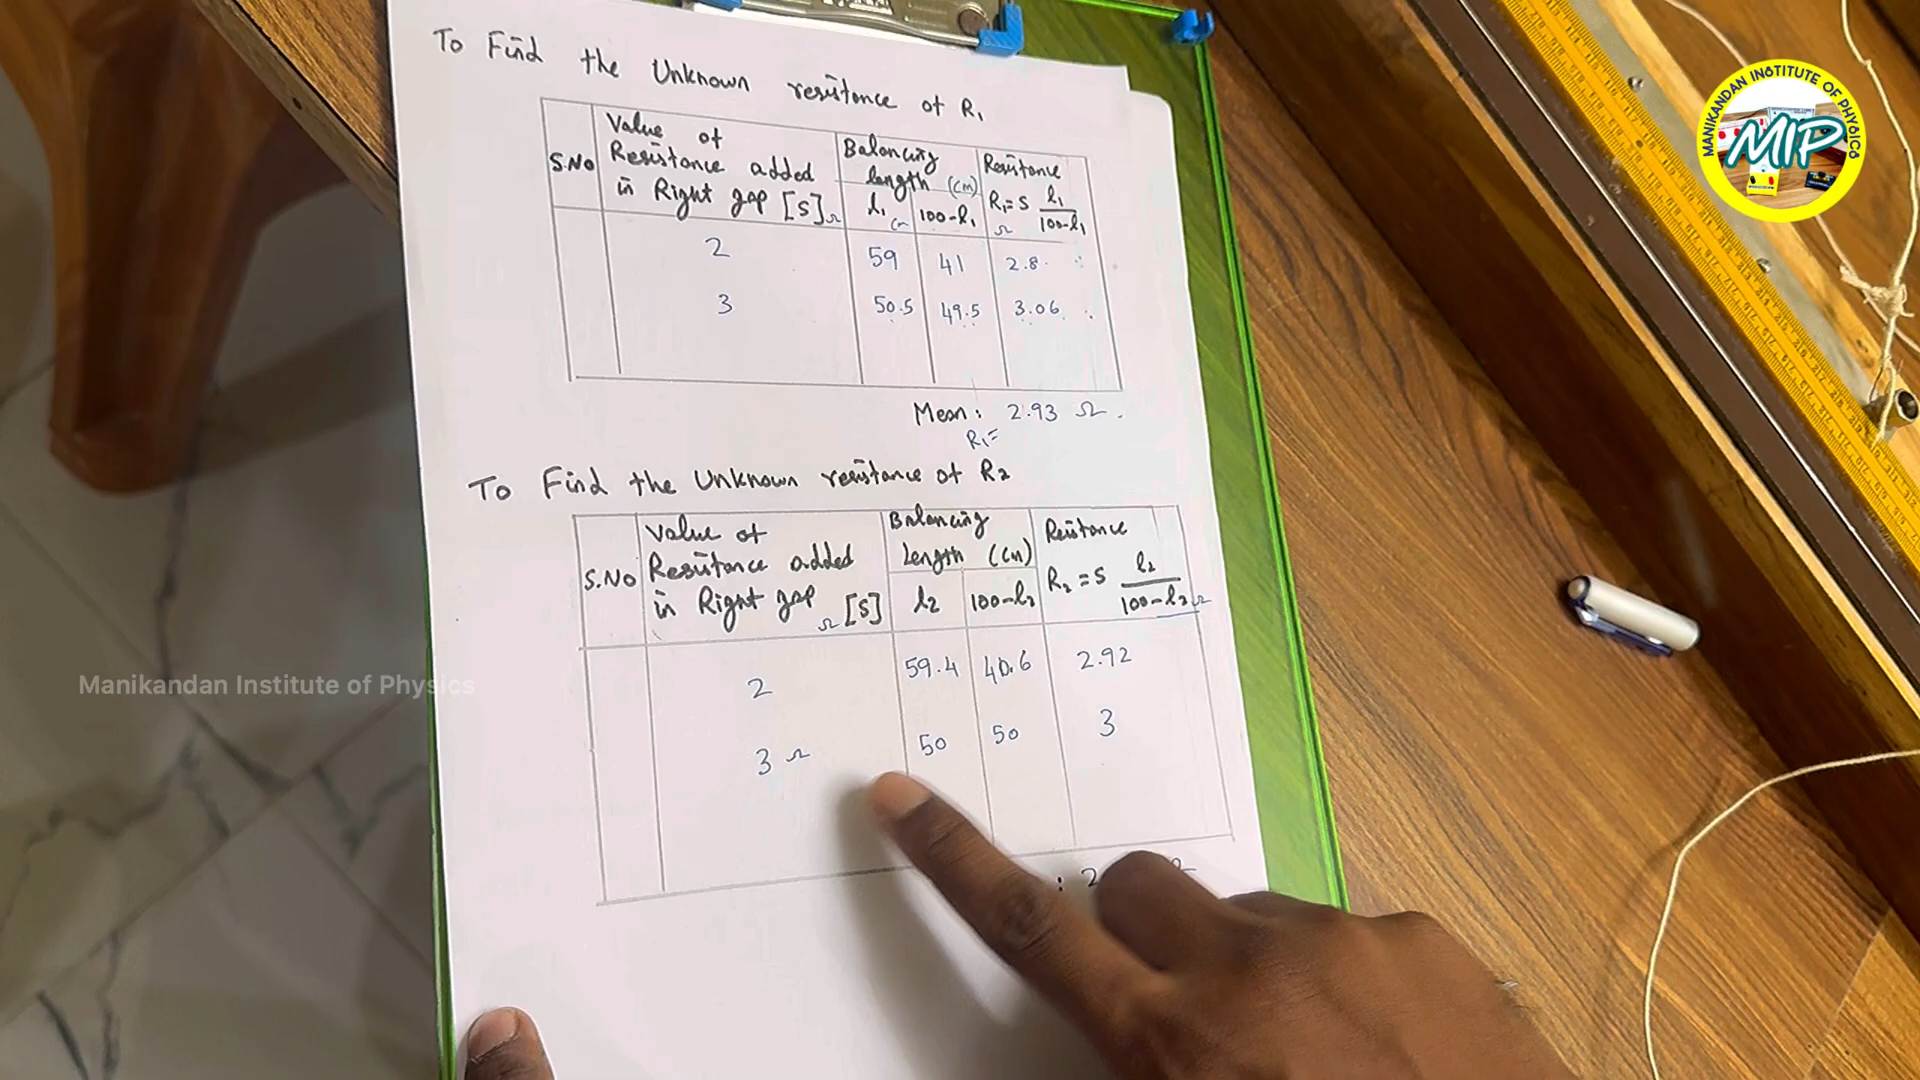 To Find the Unknown resistance of R1
S.No
Value of
Resistance added
in Right gap [S] Ω
Balancing
length (cm)
l1 cm
100-l1
Resistance
R1 = S l1/100-l1
Ω
2 59 41 2.8
3 50.5 49.5 3.06
Mean: 2.93 Ω.
R1=
To Find the Unknown resistance of R2
S.No
Value of
Resistance added
in Right gap Ω [S]
Balancing
Length (cm)
l2
100-l2
Resistance
R2 = S l2/100-l2 Ω
2 59.4 40.6 2.92
3 Ω 50 50 3
: 2
MANIKANDAN INSTITUTE OF PHYSICS
MIP
Manikandan Institute of Physics